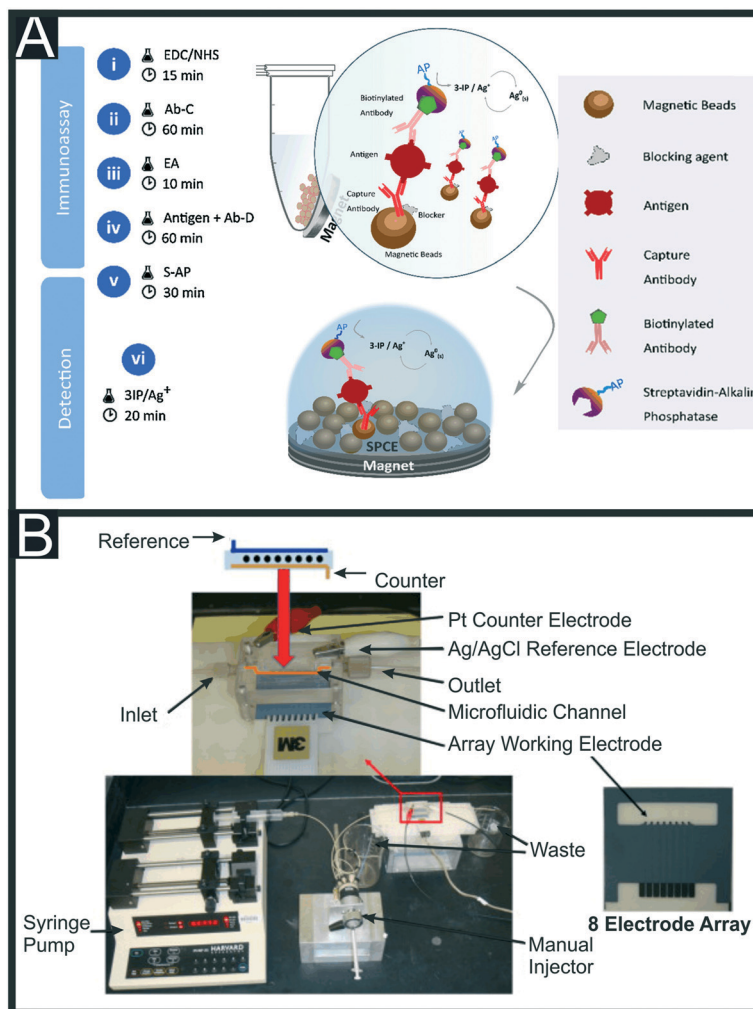 A
Immunoassay
i
EDC/NHS
15 min
ii
Ab-C
60 min
iii
EA
10 min
iv
Antigen + Ab-D
60 min
v
S-AP
30 min
Detection
vi
3IP/Ag+
20 min
Magnet
AP
3-IP / Ag+
Ag0(s)
Biotinylated
Antibody
Antigen
AP
AP
Capture
Antibody
Blocker
Magnetic Beads
AP
3-IP / Ag+
Ag0(s)
SPCE
Magnet
Magnetic Beads
Blocking agent
Antigen
Capture
Antibody
Biotinylated
Antibody
AP
Streptavidin-Alkalin
Phosphatase
B
Reference
Counter
Pt Counter Electrode
Ag/AgCl Reference Electrode
Outlet
Inlet
Microfluidic Channel
Array Working Electrode
3M
Waste
8 Electrode Array
Syringe
Pump
HARVARD
Manual
Injector